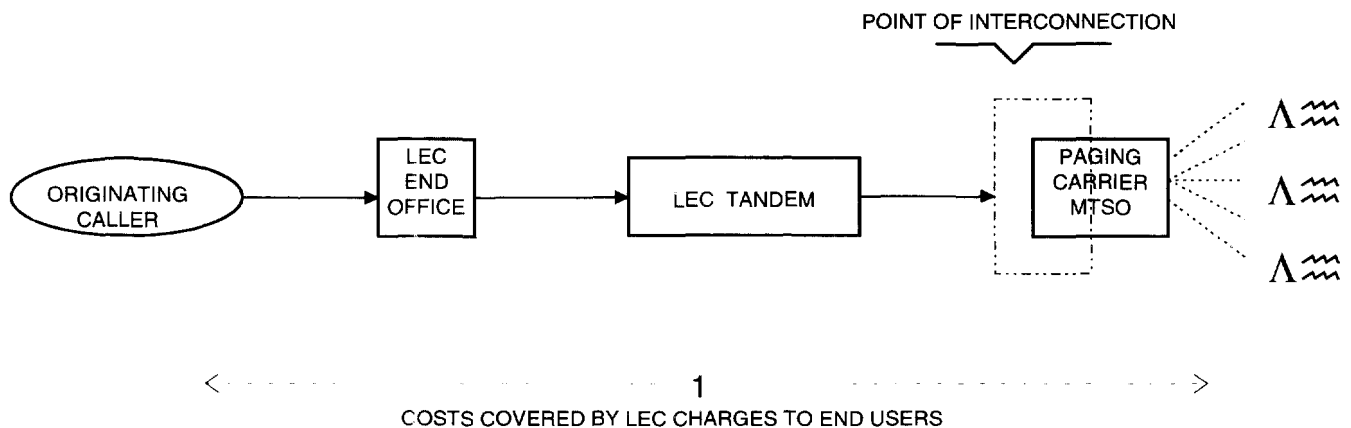 POINT OF INTERCONNECTION
ORIGINATING
CALLER
LEC
END
OFFICE
LEC TANDEM
PAGING
CARRIER
MTSO
1
COSTS COVERED BY LEC CHARGES TO END USERS